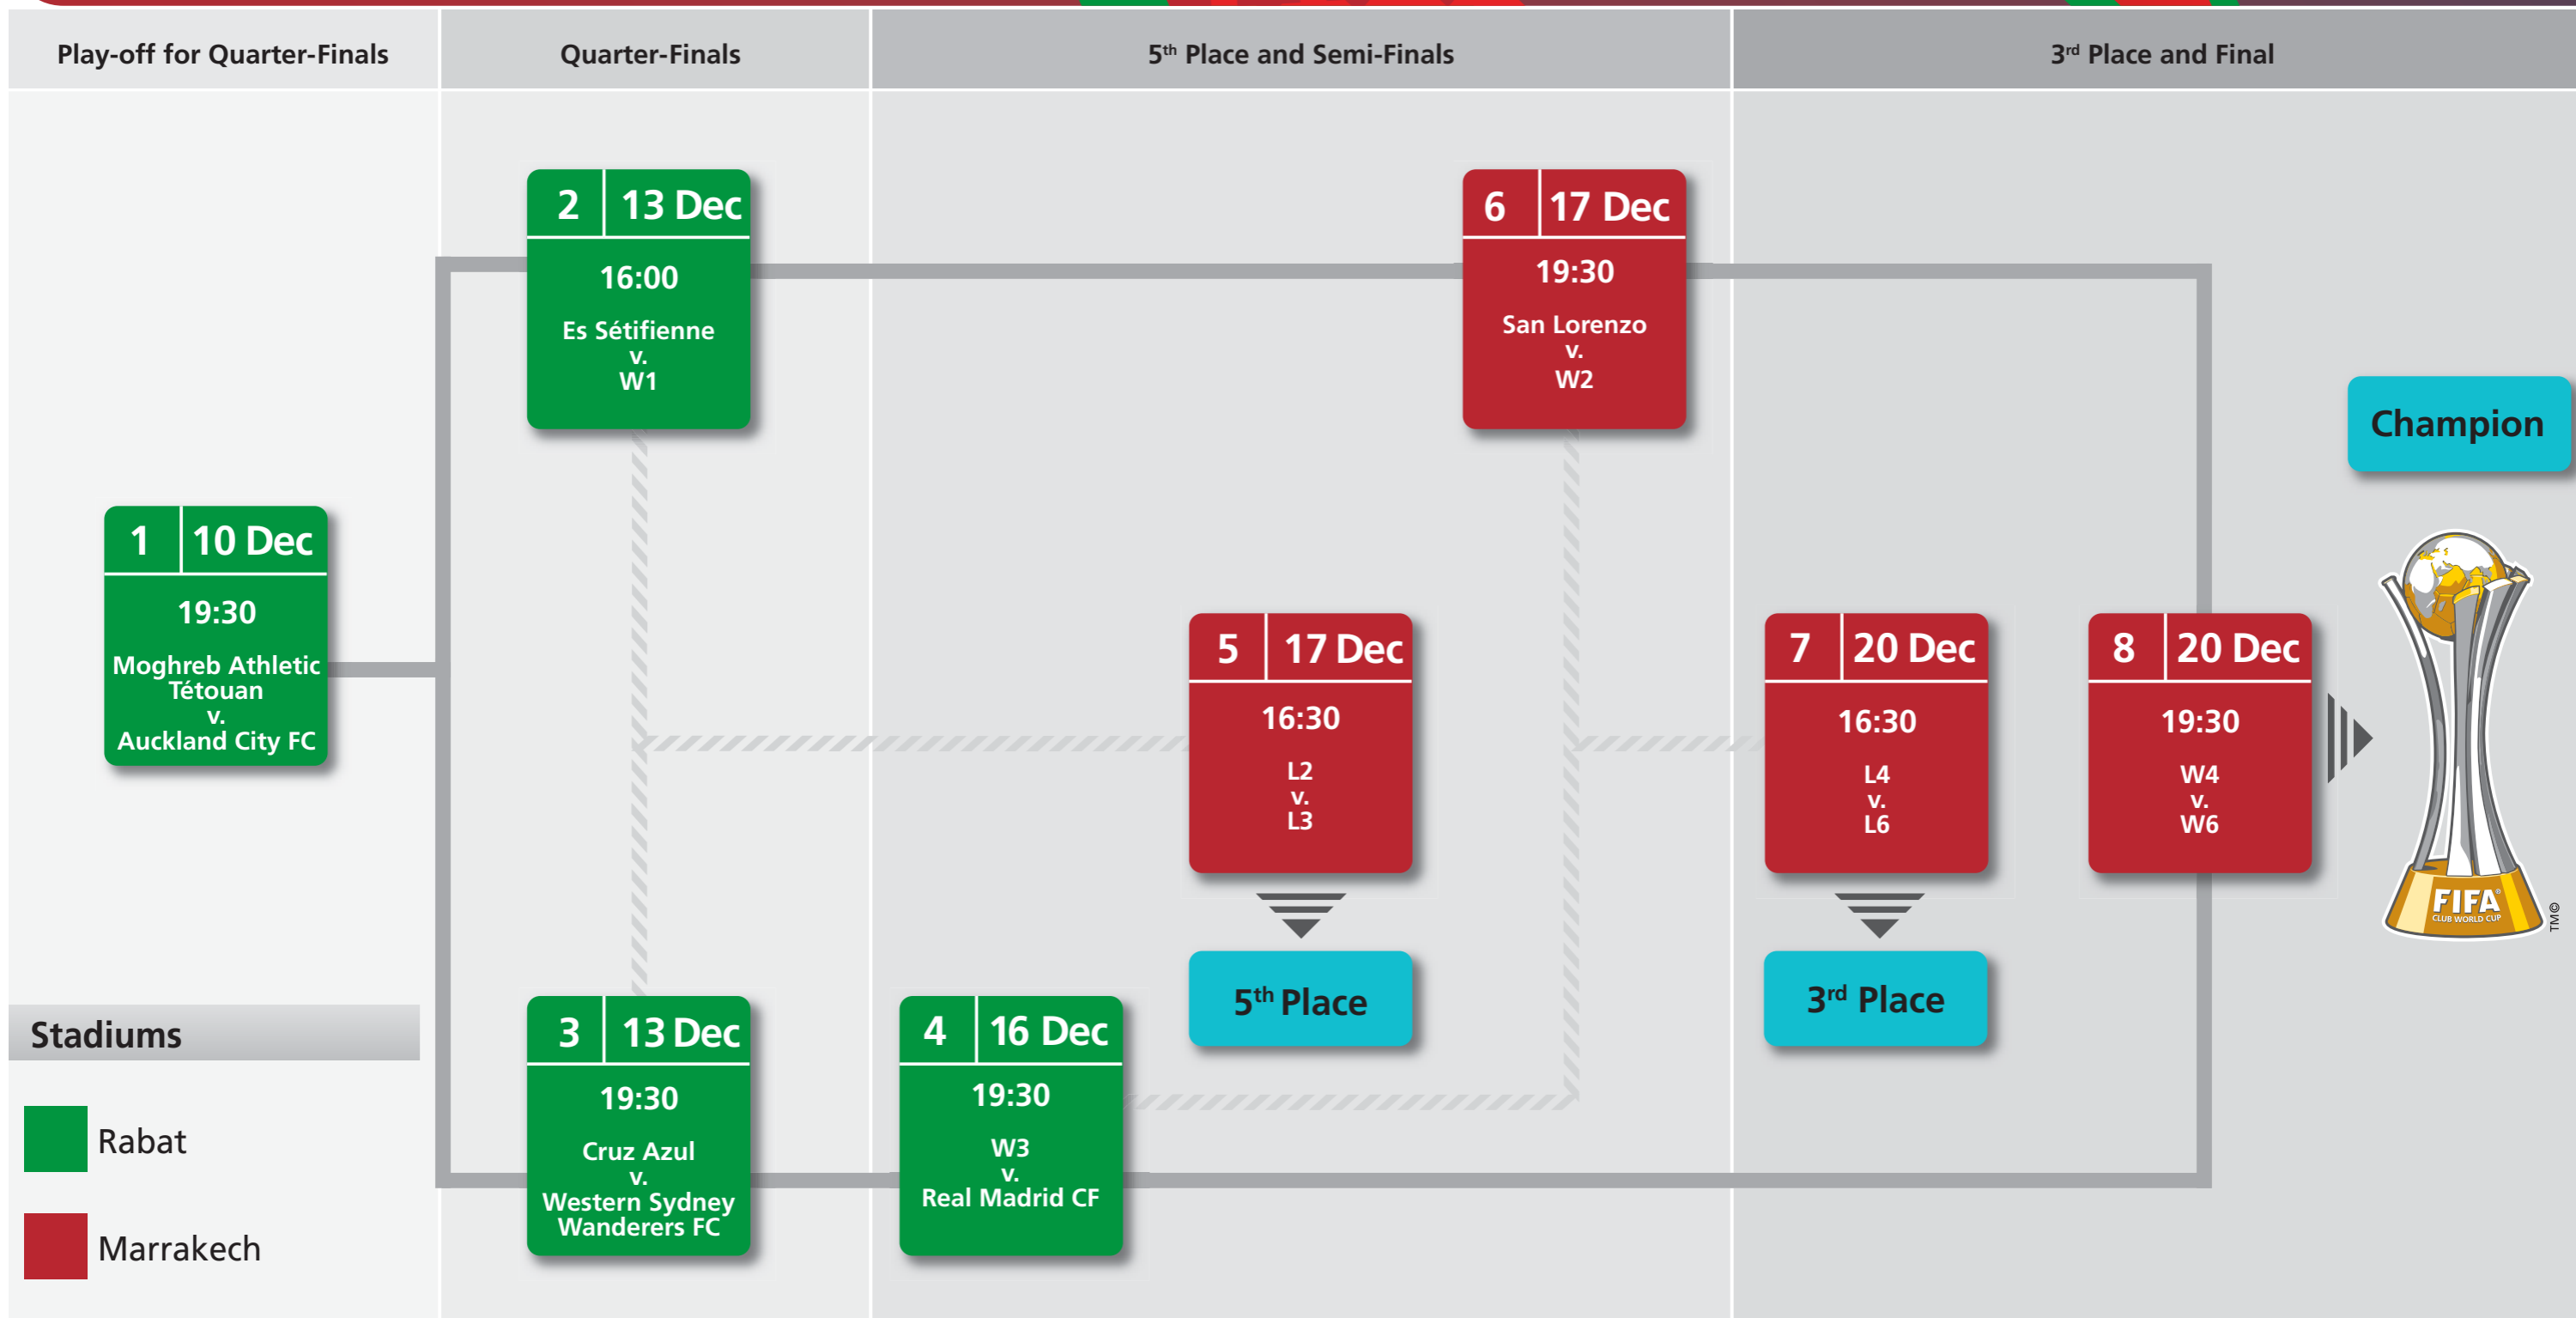 Play-off for Quarter-Finals
Quarter-Finals
5th Place and Semi-Finals
3rd Place and Final
1 10 Dec
19:30
Moghreb Athletic
Tétouan
v.
Auckland City FC
2 13 Dec
16:00
Es Sétifienne
v.
W1
3 13 Dec
19:30
Cruz Azul
v.
Western Sydney
Wanderers FC
4 16 Dec
19:30
W3
v.
Real Madrid CF
5 17 Dec
16:30
L2
v.
L3
5th Place
6 17 Dec
19:30
San Lorenzo
v.
W2
7 20 Dec
16:30
L4
v.
L6
3rd Place
8 20 Dec
19:30
W4
v.
W6
Champion
FIFA®
CLUB WORLD CUP
TM©
Stadiums
Rabat
Marrakech